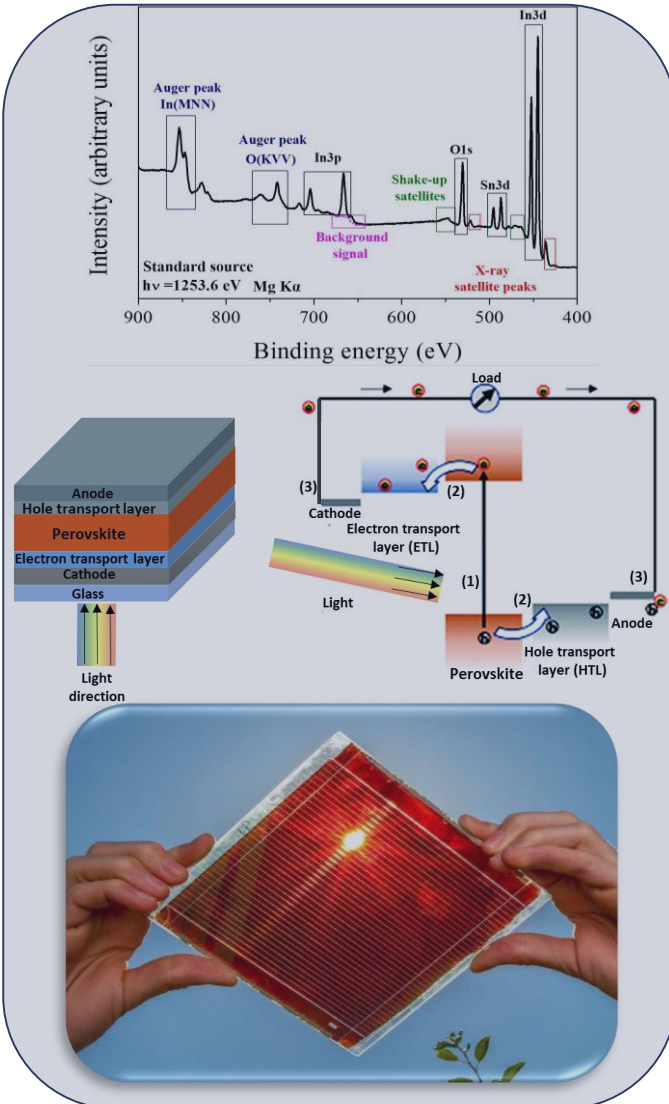 In3d
Auger peak
In(MNN)
Auger peak
O(KVV)
In3p
O1s
Shake-up
satellites
Sn3d
Background
signal
X-ray
satellite peaks
Standard source
hν =1253.6 eV Mg Kα
Intensity (arbitrary units)
900 800 700 600 500 400
Binding energy (eV)
Load
(3)
Cathode
(2)
Electron transport
layer (ETL)
Light
(1)
(2)
(3)
Anode
Perovskite
Hole transport
layer (HTL)
Anode
Hole transport layer
Perovskite
Electron transport layer
Cathode
Glass
Light
direction